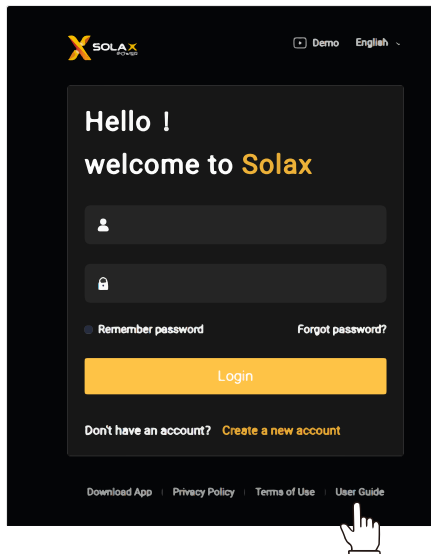 SOLAX
POWER
Demo English
Hello !
welcome to Solax
Remember password Forgot password?
Login
Don't have an account? Create a new account
Download App | Privacy Policy | Terms of Use | User Guide